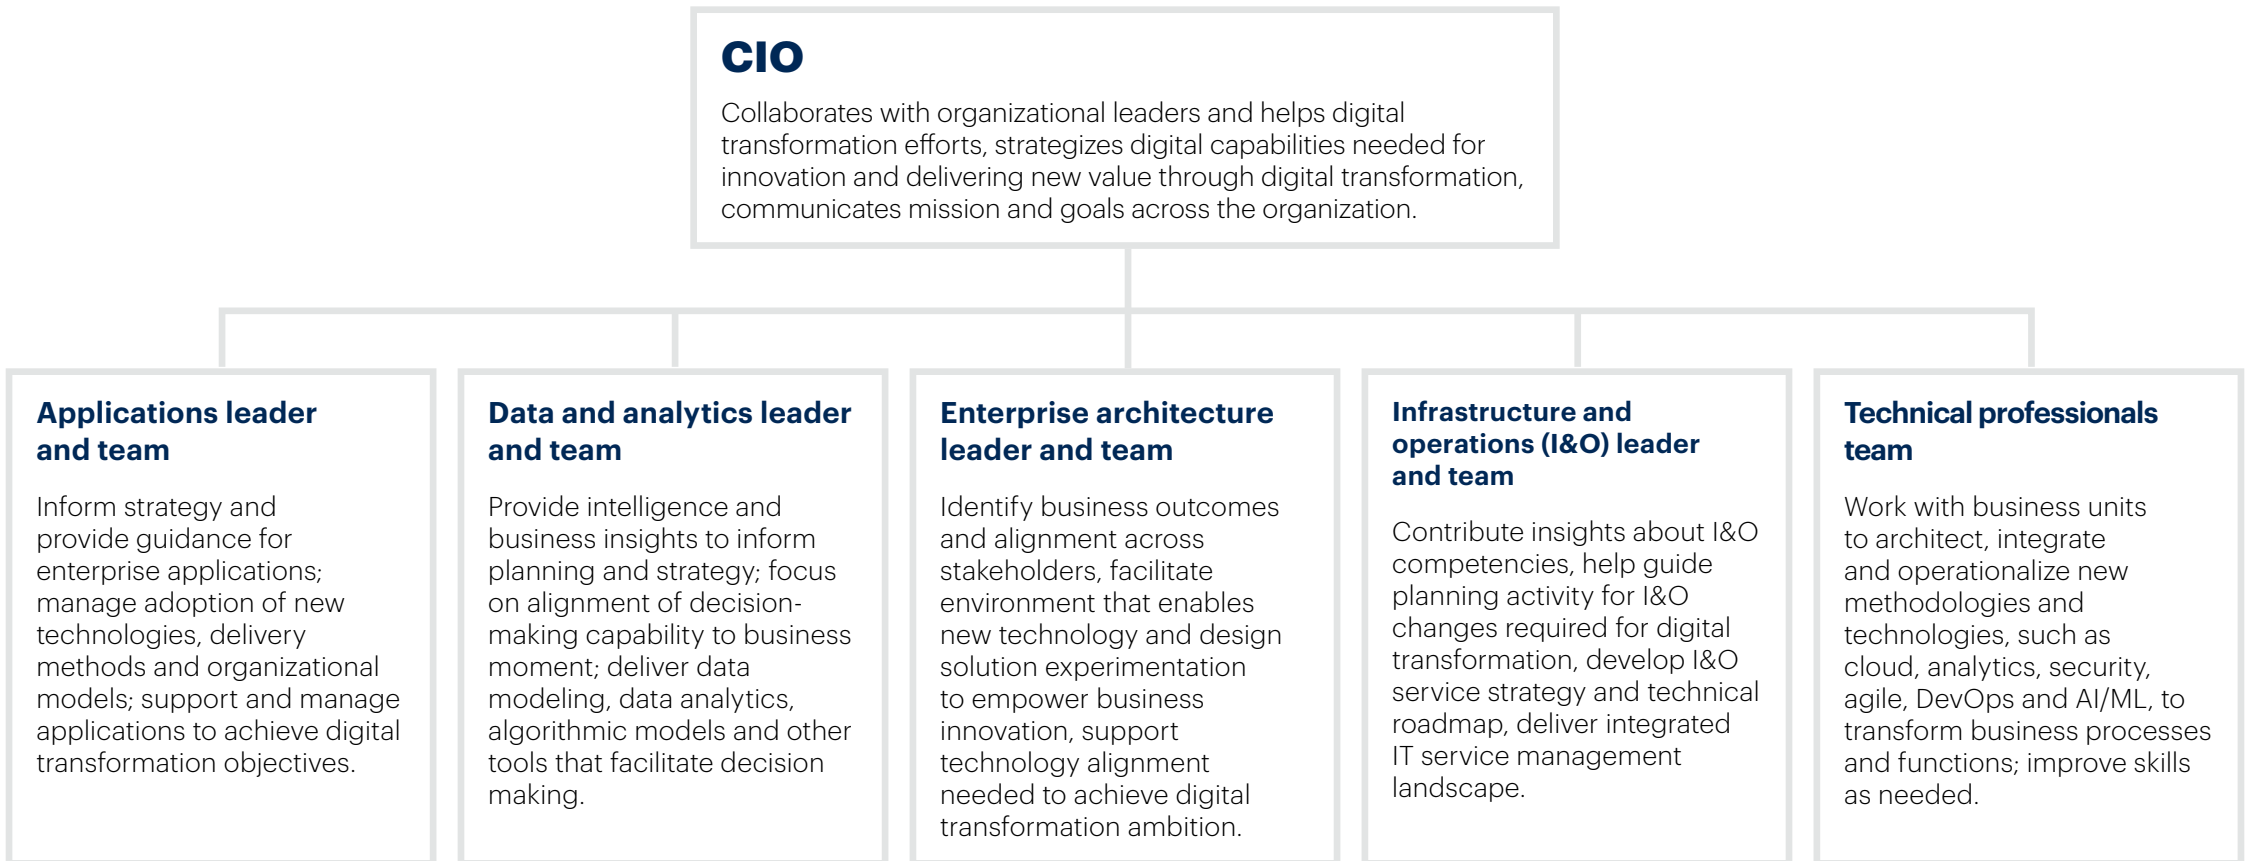 CIO
Collaborates with organizational leaders and helps digital
transformation efforts, strategizes digital capabilities needed for
innovation and delivering new value through digital transformation,
communicates mission and goals across the organization.
Applications leader
and team
Inform strategy and
provide guidance for
enterprise applications;
manage adoption of new
technologies, delivery
methods and organizational
models; support and manage
applications to achieve digital
transformation objectives.
Data and analytics leader
and team
Provide intelligence and
business insights to inform
planning and strategy; focus
on alignment of decision-
making capability to business
moment; deliver data
modeling, data analytics,
algorithmic models and other
tools that facilitate decision
making.
Enterprise architecture
leader and team
Identify business outcomes
and alignment across
stakeholders, facilitate
environment that enables
new technology and design
solution experimentation
to empower business
innovation, support
technology alignment
needed to achieve digital
transformation ambition.
Infrastructure and
operations (I&O) leader
and team
Contribute insights about I&O
competencies, help guide
planning activity for I&O
changes required for digital
transformation, develop I&O
service strategy and technical
roadmap, deliver integrated
IT service management
landscape.
Technical professionals
team
Work with business units
to architect, integrate
and operationalize new
methodologies and
technologies, such as
cloud, analytics, security,
agile, DevOps and AI/ML, to
transform business processes
and functions; improve skills
as needed.